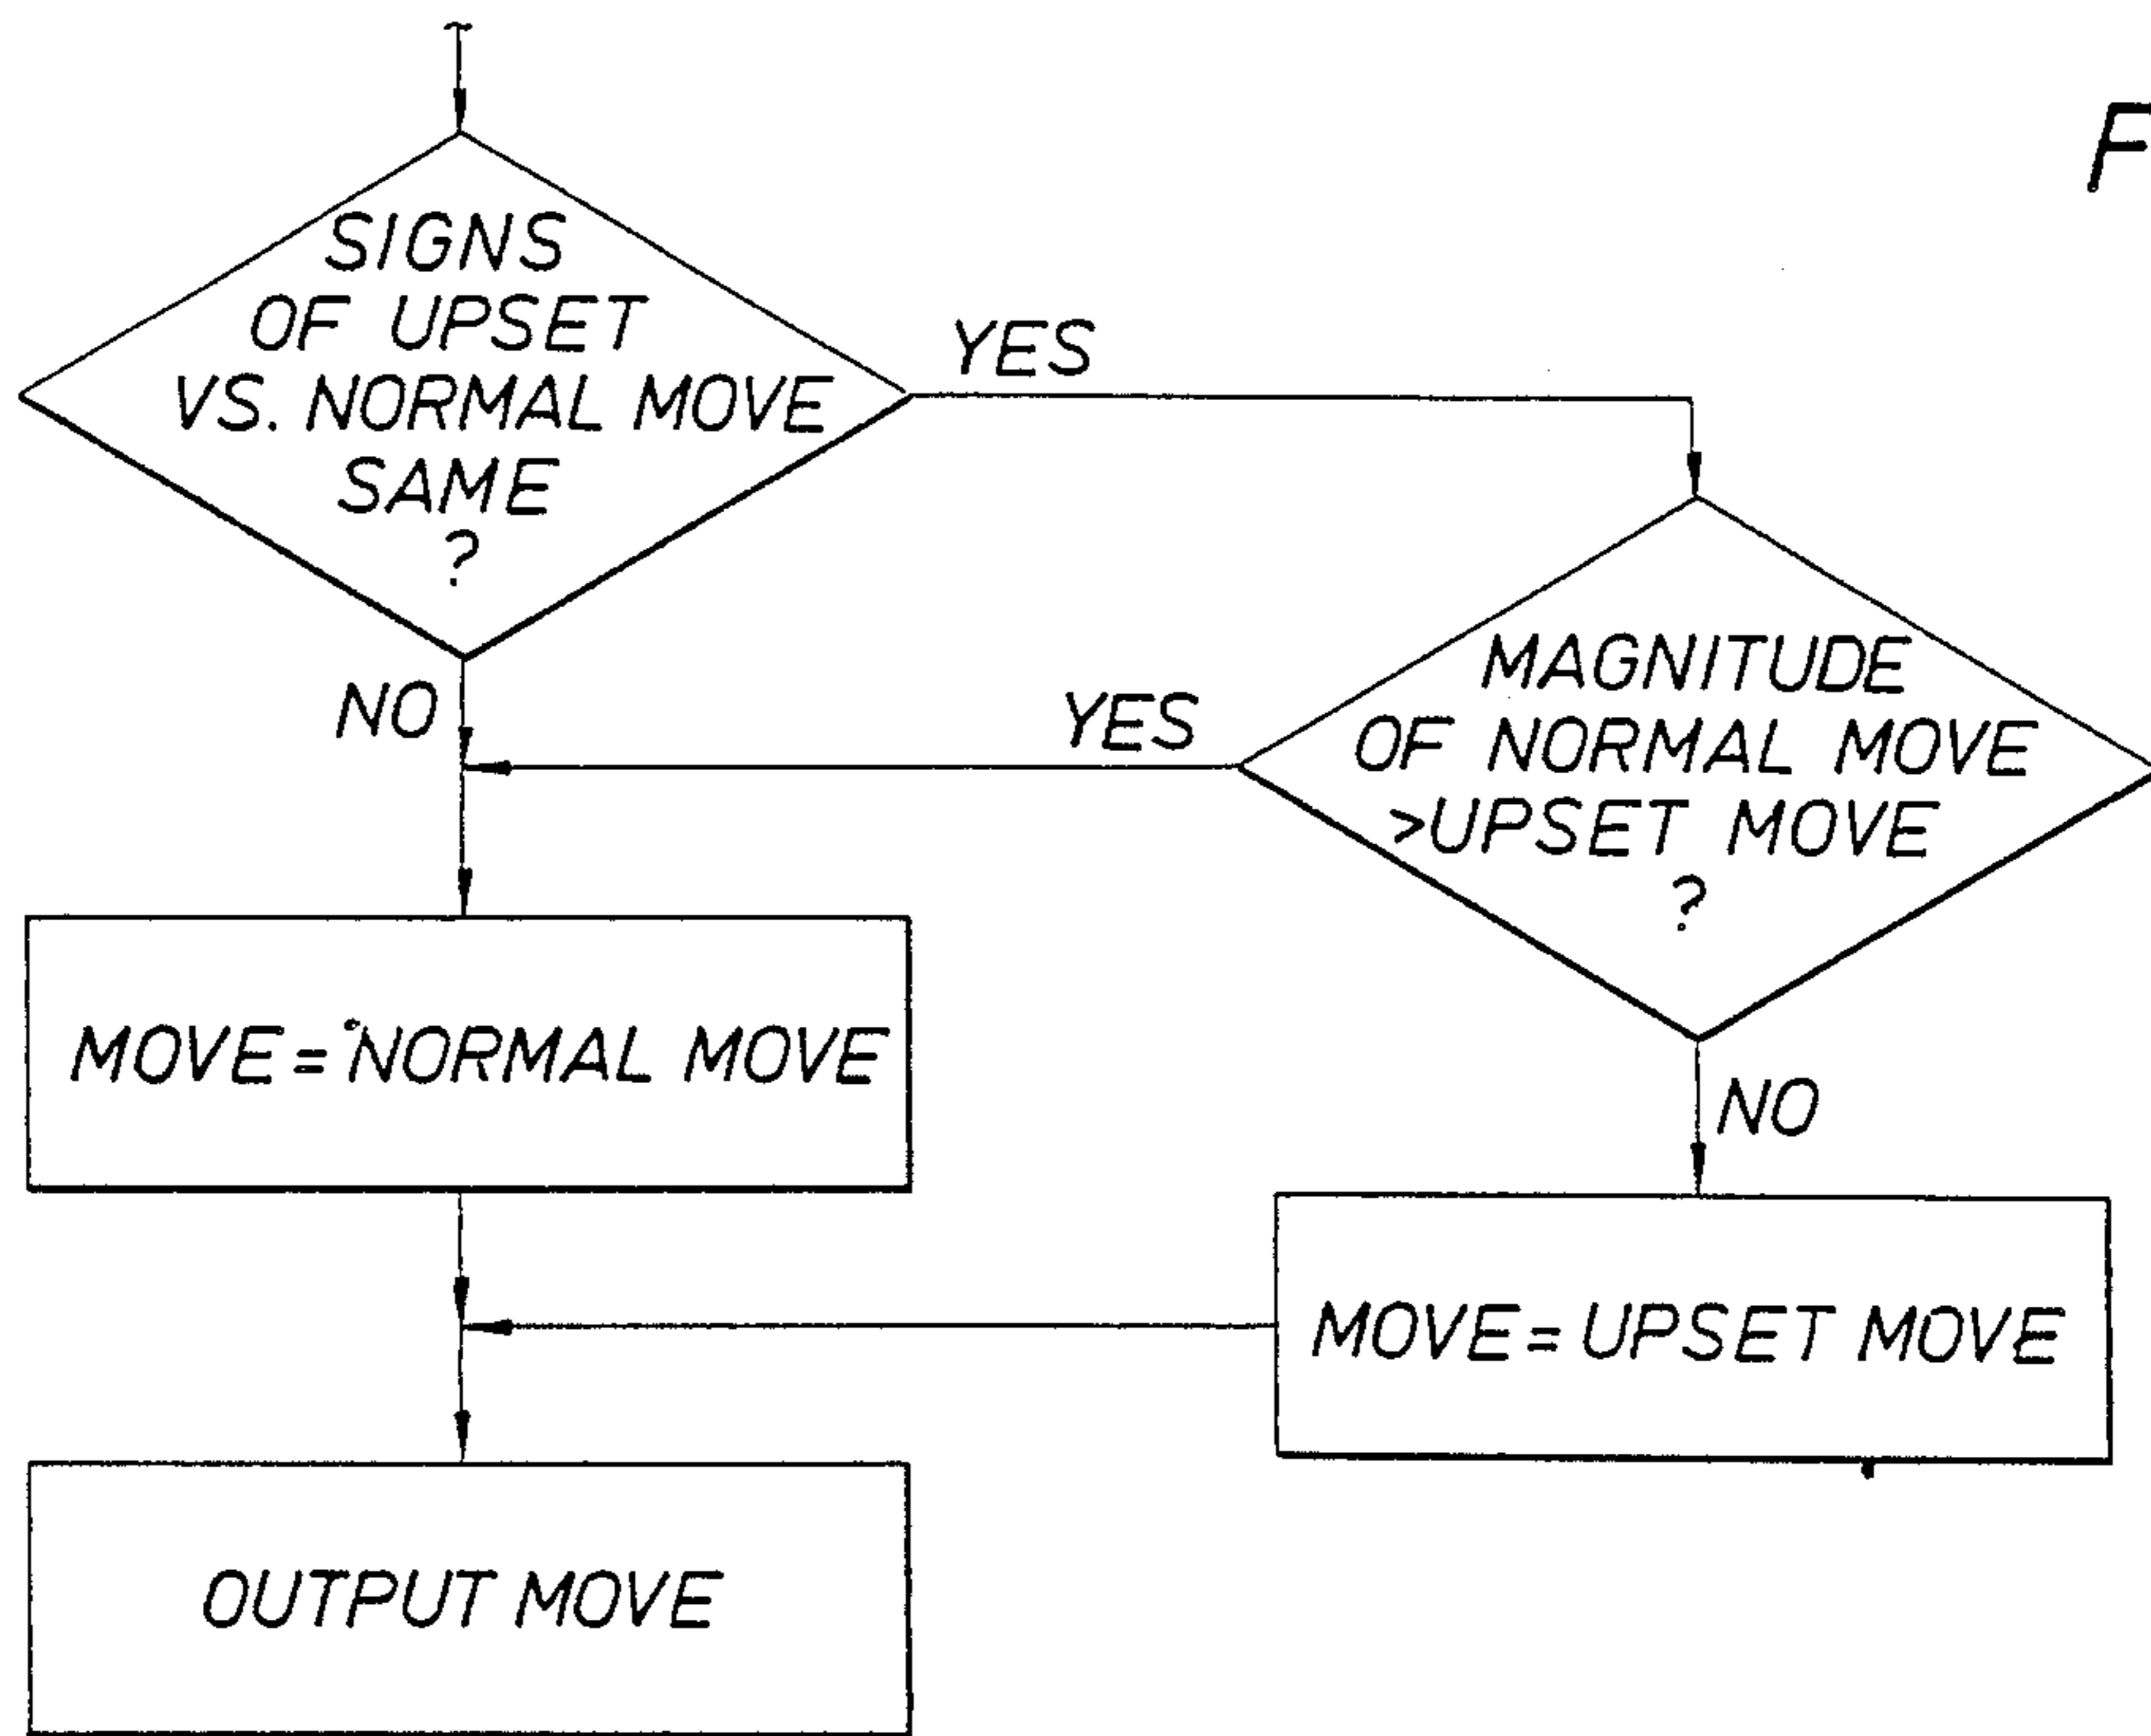 F
SIGNS
OF UPSET
VS. NORMAL MOVE
SAME
?
YES
NO
YES
MAGNITUDE
OF NORMAL MOVE
>UPSET MOVE
?
NO
MOVE = NORMAL MOVE
MOVE = UPSET MOVE
OUTPUT MOVE